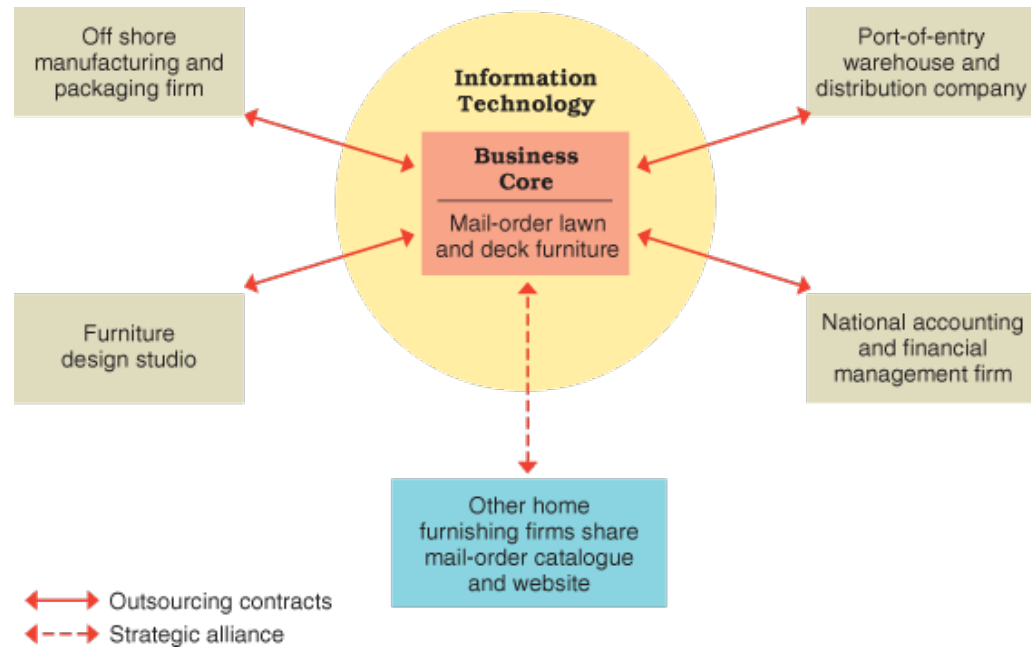 Off shore
manufacturing and
packaging firm
Information
Technology
Port-of-entry
warehouse and
distribution company
Business
Core
Mail-order lawn
and deck furniture
Furniture
design studio
National accounting
and financial
management firm
Other home
furnishing firms share
mail-order catalogue
and website
Outsourcing contracts
Strategic alliance